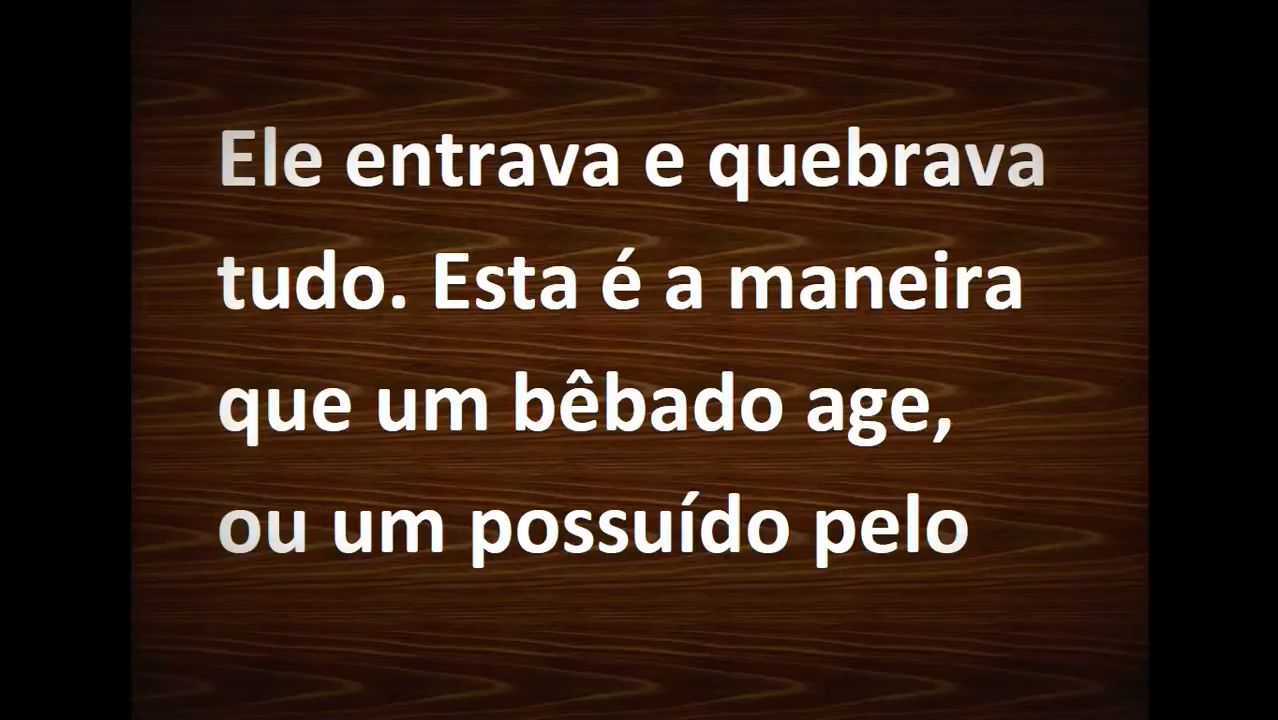 Ele entrava e quebrava
tudo. Esta é a maneira
que um bêbado age,
ou um possuído pelo